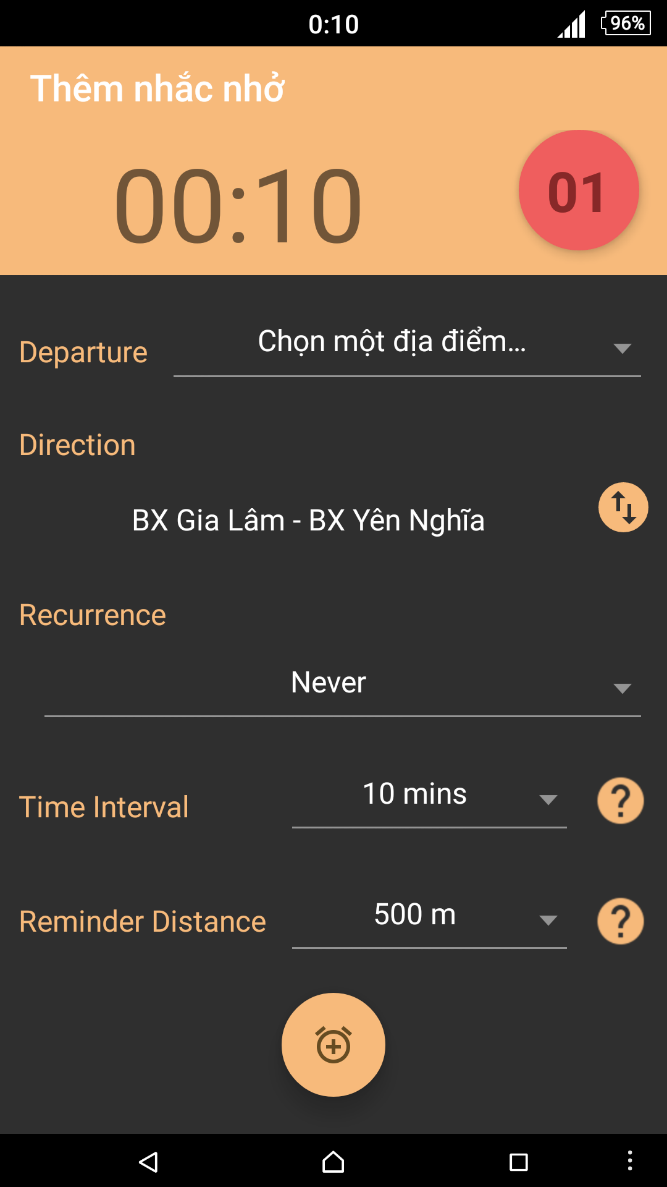 0:10
96%
Thêm nhắc nhở
00:10
01
Departure
Chọn một địa điểm...
Direction
BX Gia Lâm - BX Yên Nghĩa
Recurrence
Never
Time Interval
10 mins
?
Reminder Distance
500 m
?